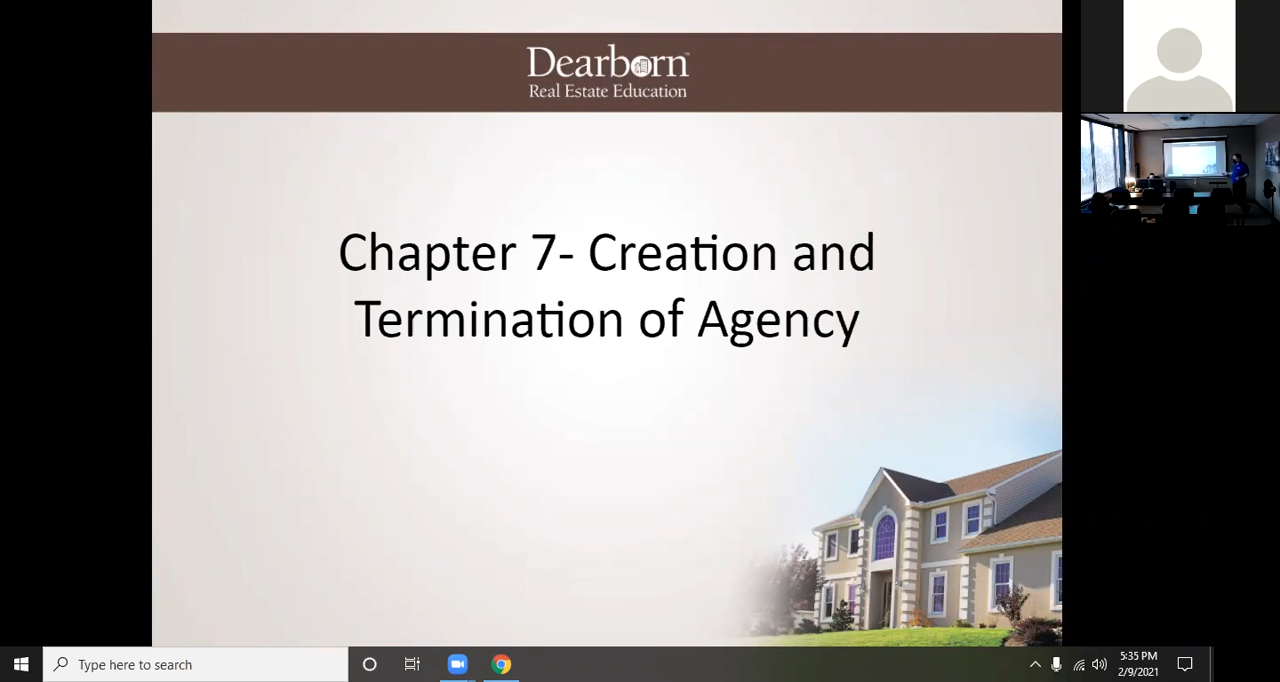 Dearborn™
Real Estate Education
Chapter 7- Creation and
Termination of Agency
Type here to search
5:35 PM
2/9/2021